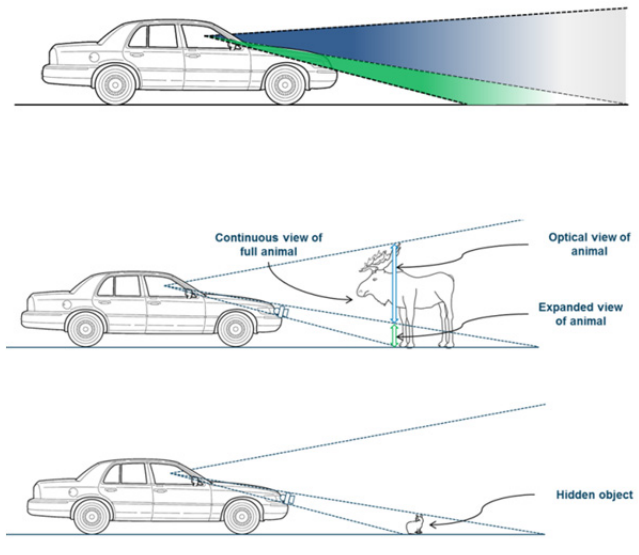 Continuous view of
full animal
Optical view of
animal
Expanded view
of animal
Hidden object